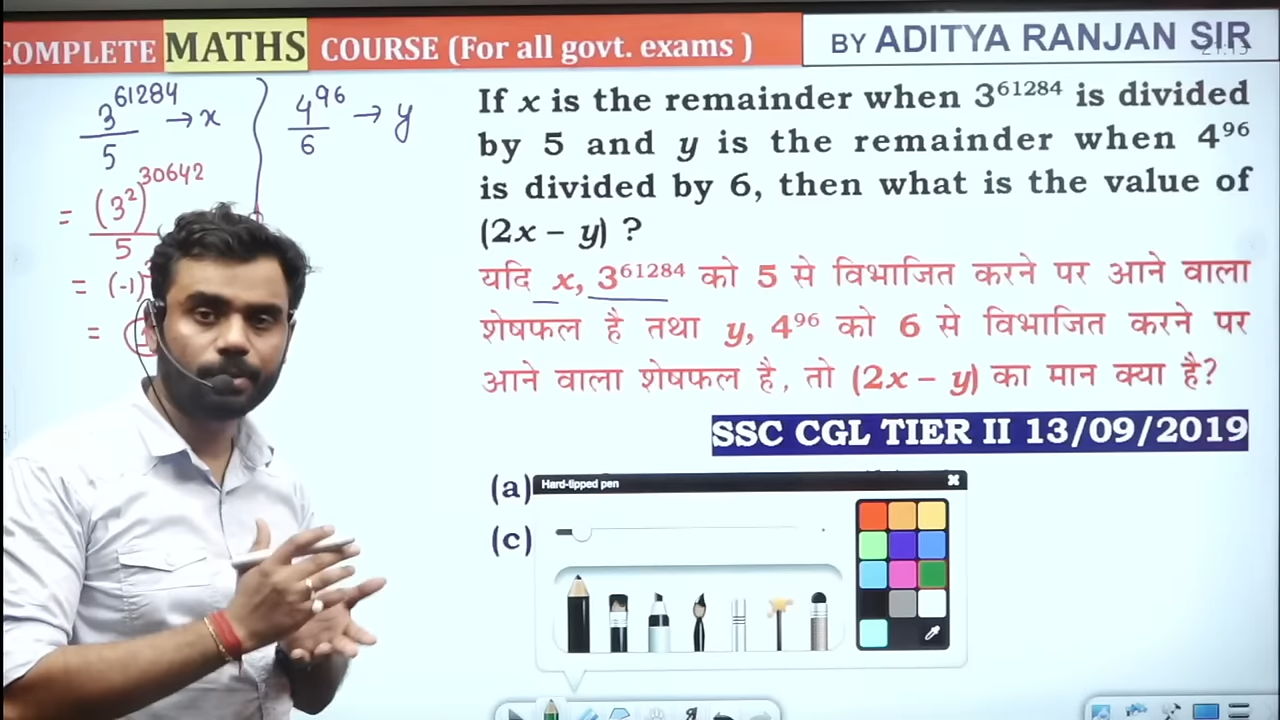 COMPLETE MATHS COURSE (For all govt. exams )
BY ADITYA RANJAN SIR
3^61284 / 5 → x
4^96 / 6 → y
= (3²)^30642 / 5
= (-1)
=
If x is the remainder when 3^61284 is divided
by 5 and y is the remainder when 4^96
is divided by 6, then what is the value of
(2x – y) ?
यदि x, 3^61284 को 5 से विभाजित करने पर आने वाला
शेषफल है तथा y, 4^96 को 6 से विभाजित करने पर
आने वाला शेषफल है, तो (2x – y) का मान क्या है?
SSC CGL TIER II 13/09/2019
(a)
Hard-tipped pen
(c)